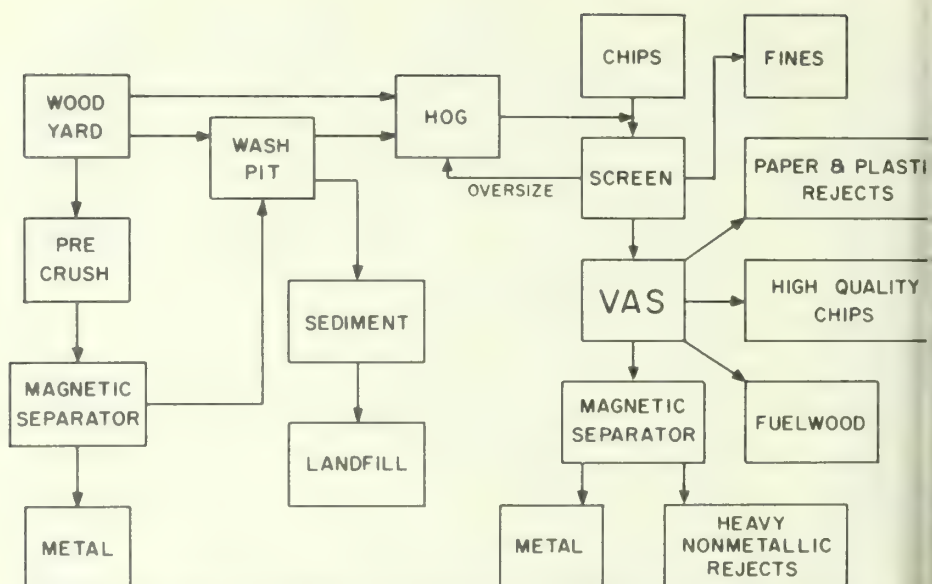 WOOD
YARD
WASH
PIT
HOG
CHIPS
FINES
SCREEN
OVERSIZE
PAPER & PLASTI
REJECTS
PRE
CRUSH
SEDIMENT
VAS
HIGH QUALITY
CHIPS
MAGNETIC
SEPARATOR
LANDFILL
MAGNETIC
SEPARATOR
FUELWOOD
METAL
METAL
HEAVY
NONMETALLIC
REJECTS